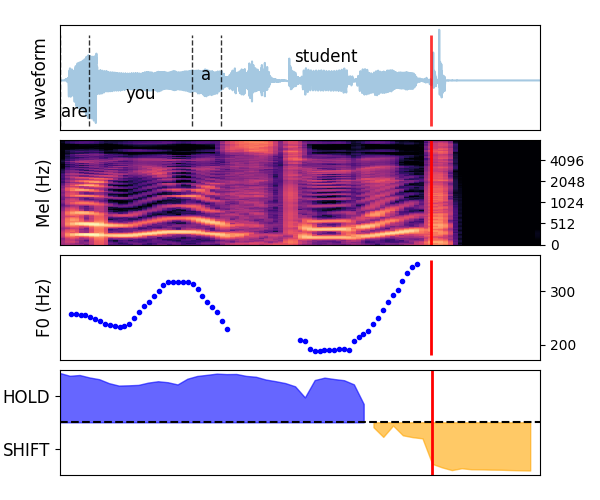 waveform
are
you
a
student
Mel (Hz)
4096
2048
1024
512
0
F0 (Hz)
300
200
HOLD
SHIFT